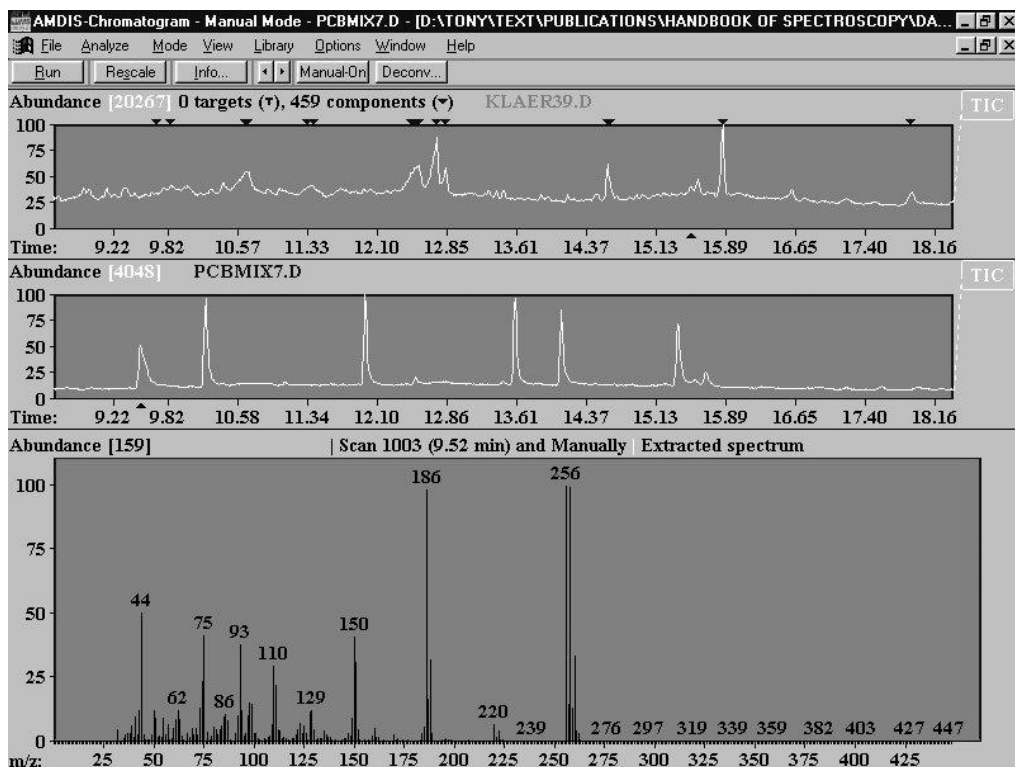 AMDIS-Chromatogram - Manual Mode - PCBMIX7.D - [D:\TONY\TEXT\PUBLICATIONS\HANDBOOK OF SPECTROSCOPY\DA...
File Analyze Mode View Library Options Window Help
Run Rescale Info... Manual-On Deconv...
Abundance [20267] 0 targets (▾), 459 components (▾) KLAER39.D TIC
100
75
50
25
0
Time: 9.22 9.82 10.57 11.33 12.10 12.85 13.61 14.37 15.13 15.89 16.65 17.40 18.16
Abundance [4048] PCBMIX7.D TIC
100
75
50
25
0
Time: 9.22 9.82 10.58 11.34 12.10 12.86 13.61 14.37 15.13 15.89 16.65 17.40 18.16
Abundance [159] | Scan 1003 (9.52 min) and Manually | Extracted spectrum
100 186 256
75
50 44 75 93 150
110
25
62 86 129 220
239 276 297 319 339 359 382 403 427 447
0
m/z: 25 50 75 100 125 150 175 200 225 250 275 300 325 350 375 400 425